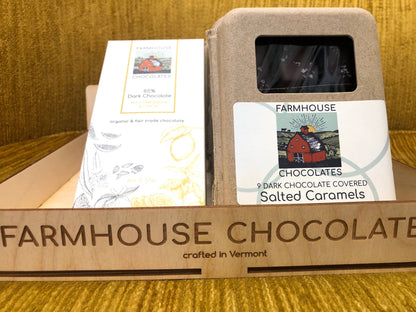 FARMHOUSE
CHOCOLATES
85%
Dark Chocolate
organic & fair trade chocolate
FARMHOUSE
CHOCOLATES
9 DARK CHOCOLATE COVERED
Salted Caramels
FARMHOUSE CHOCOLATE
crafted in Vermont